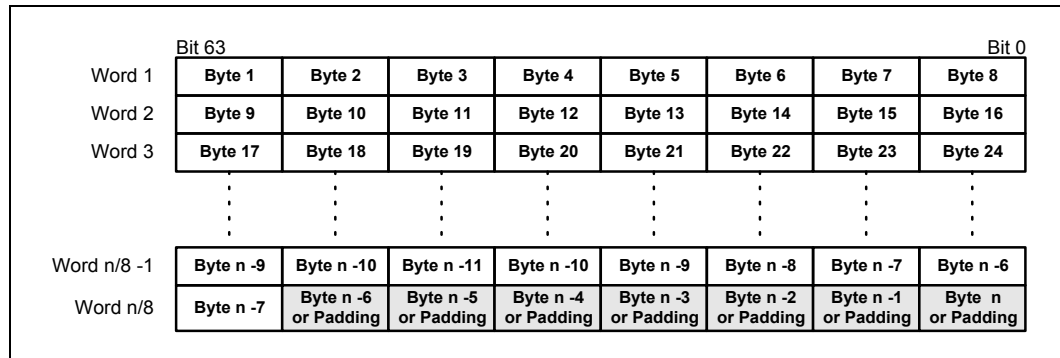 Bit 63 Bit 0
Word 1 Byte 1 Byte 2 Byte 3 Byte 4 Byte 5 Byte 6 Byte 7 Byte 8
Word 2 Byte 9 Byte 10 Byte 11 Byte 12 Byte 13 Byte 14 Byte 15 Byte 16
Word 3 Byte 17 Byte 18 Byte 19 Byte 20 Byte 21 Byte 22 Byte 23 Byte 24
Word n/8 -1 Byte n -9 Byte n -10 Byte n -11 Byte n -10 Byte n -9 Byte n -8 Byte n -7 Byte n -6
Word n/8 Byte n -7 Byte n -6 Byte n -5 Byte n -4 Byte n -3 Byte n -2 Byte n -1 Byte n
or Padding or Padding or Padding or Padding or Padding or Padding or Padding